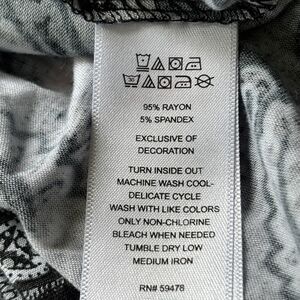 95% RAYON
5% SPANDEX
EXCLUSIVE OF
DECORATION
TURN INSIDE OUT
MACHINE WASH COOL-
DELICATE CYCLE
WASH WITH LIKE COLORS
ONLY NON-CHLORINE
BLEACH WHEN NEEDED
TUMBLE DRY LOW
MEDIUM IRON
RN# 59478